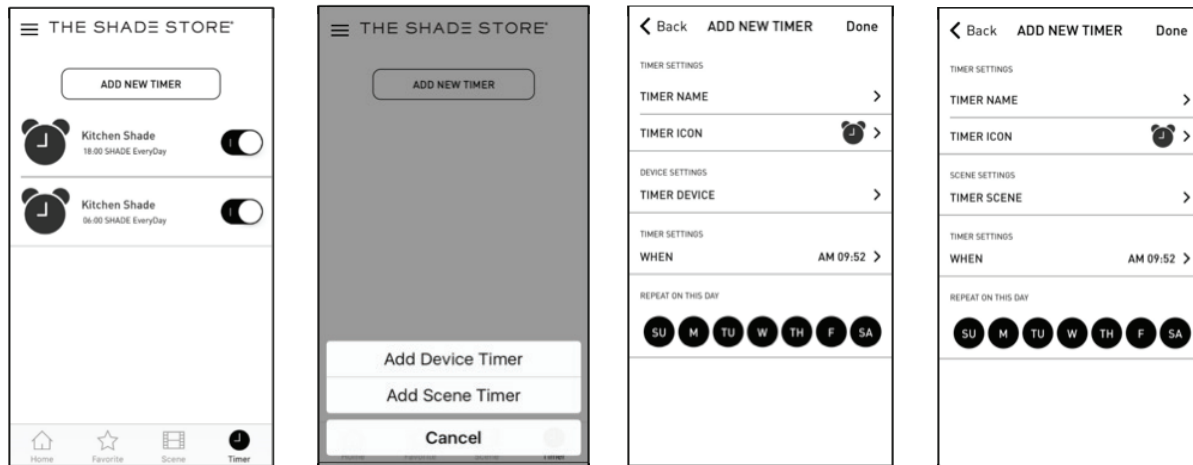 THE SHADE STORE®
ADD NEW TIMER
Kitchen Shade
18:00 SHADE EveryDay
Kitchen Shade
06:00 SHADE EveryDay
Home Favorite Scene Timer
THE SHADE STORE®
ADD NEW TIMER
Add Device Timer
Add Scene Timer
Cancel
Home Favorite Scene Timer
Back ADD NEW TIMER Done
TIMER SETTINGS
TIMER NAME
TIMER ICON
DEVICE SETTINGS
TIMER DEVICE
TIMER SETTINGS
WHEN AM 09:52
REPEAT ON THIS DAY
SU M TU W TH F SA
Back ADD NEW TIMER Done
TIMER SETTINGS
TIMER NAME
TIMER ICON
SCENE SETTINGS
TIMER SCENE
TIMER SETTINGS
WHEN AM 09:52
REPEAT ON THIS DAY
SU M TU W TH F SA